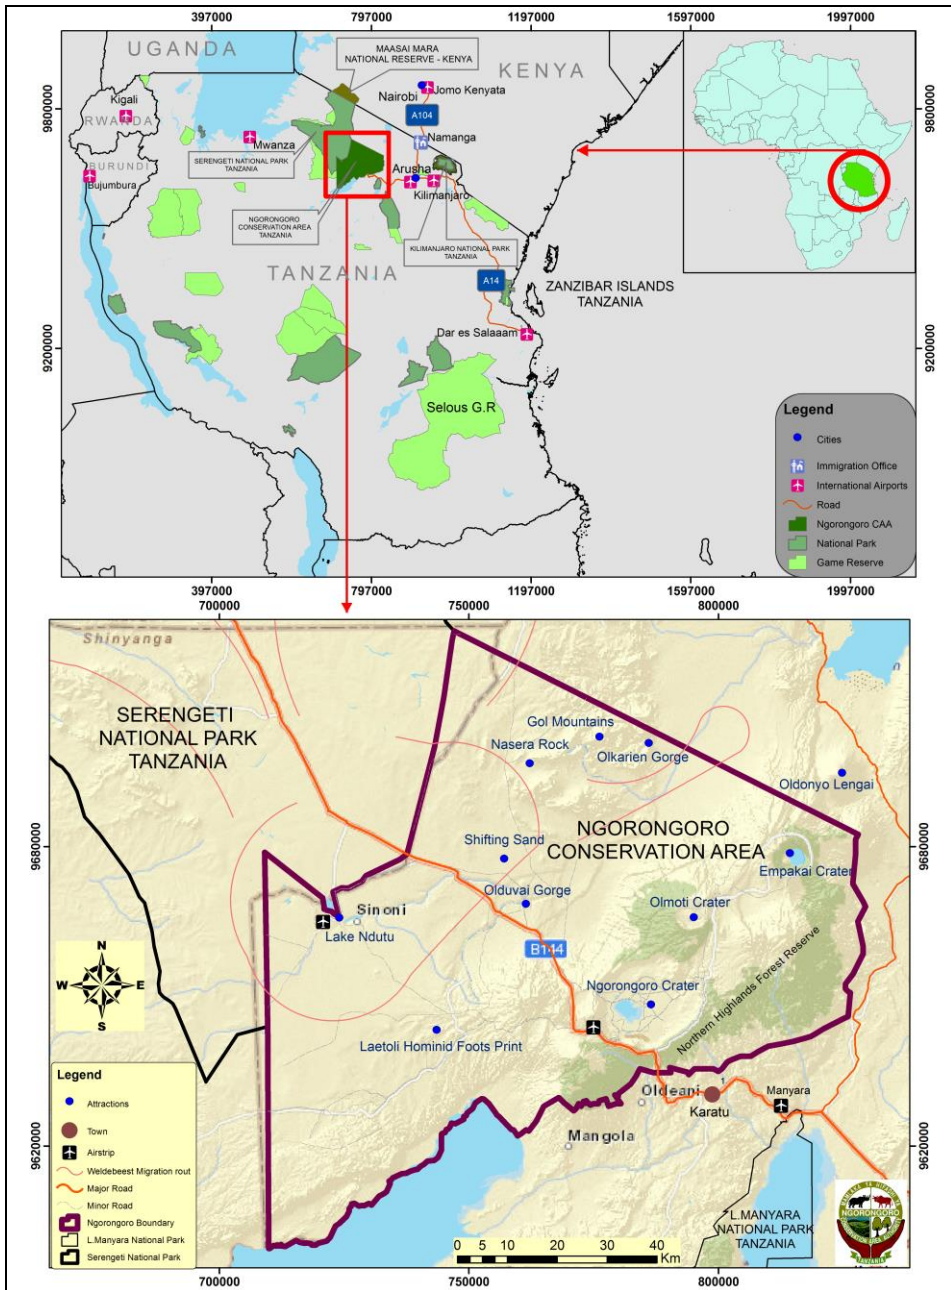 397000
797000
1197000
1597000
1997000
UGANDA
MAASAI MARA
NATIONAL RESERVE - KENYA
KENYA
Kigali
RWANDA
Nairobi
Jomo Kenyata
A104
9800000
9800000
Mwanza
Namanga
SERENGETI NATIONAL PARK
TANZANIA
BURUNDI
Bujumbura
Arusha
Kilimanjaro
NGORONGORO
CONSERVATION AREA
TANZANIA
KILIMANJARO NATIONAL PARK
TANZANIA
TANZANIA
A14
ZANZIBAR ISLANDS
TANZANIA
Dar es Salaaam
9200000
9200000
Selous G.R
Legend
Cities
Immigration Office
International Airports
Road
Ngorongoro CAA
National Park
Game Reserve
397000
797000
1197000
1597000
1997000
700000
750000
800000
Shinyanga
SERENGETI
NATIONAL PARK
TANZANIA
Gol Mountains
Nasera Rock
Olkarien Gorge
Oldonyo Lengai
9680000
9680000
Shifting Sand
NGORONGORO
CONSERVATION AREA
Empakai Crater
Olduvai Gorge
Olmoti Crater
Sinoni
Lake Ndutu
B144
N
W E
S
Ngorongoro Crater
Northern Highlands Forest Reserve
Laetoli Hominid Foots Print
Legend
Attractions
Town
Airstrip
Weldebeest Migration rout
Major Road
Minor Road
Ngorongoro Boundary
L.Manyara National Park
Serengeti National Park
Oldeani
1
Karatu
Manyara
Mangola
9620000
9620000
L.MANYARA
NATIONAL PARK
TANZANIA
NGORONGORO
TANZANIA
0 5 10 20 30 40
Km
700000
750000
800000